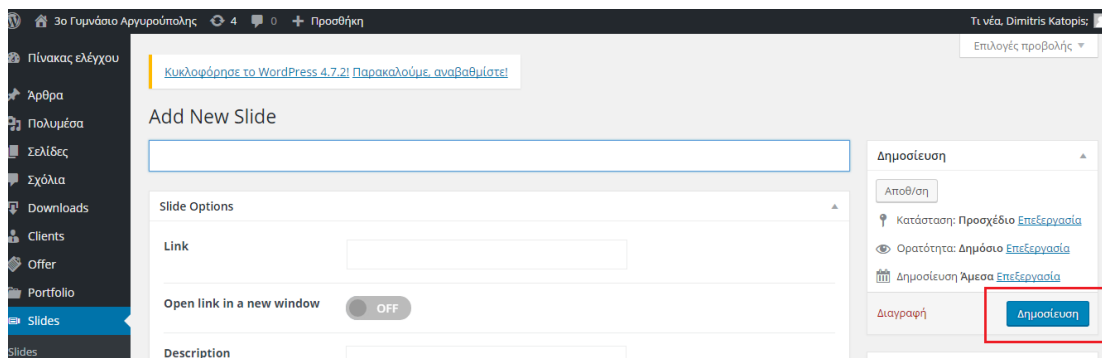 3ο Γυμνάσιο Αργυρούπολης 4 0 + Προσθήκη Τι νέα, Dimitris Katopis;
Επιλογές προβολής
Πίνακας ελέγχου
Κυκλοφόρησε το WordPress 4.7.2! Παρακαλούμε, αναβαθμίστε!
Άρθρα
Πολυμέσα
Σελίδες
Σχόλια
Downloads
Clients
Offer
Portfolio
Slides
Slides
Add New Slide
Slide Options
Link
Open link in a new window OFF
Description
Δημοσίευση
Αποθ/ση
Κατάσταση: Προσχέδιο Επεξεργασία
Ορατότητα: Δημόσιο Επεξεργασία
Δημοσίευση Άμεσα Επεξεργασία
Διαγραφή Δημοσίευση